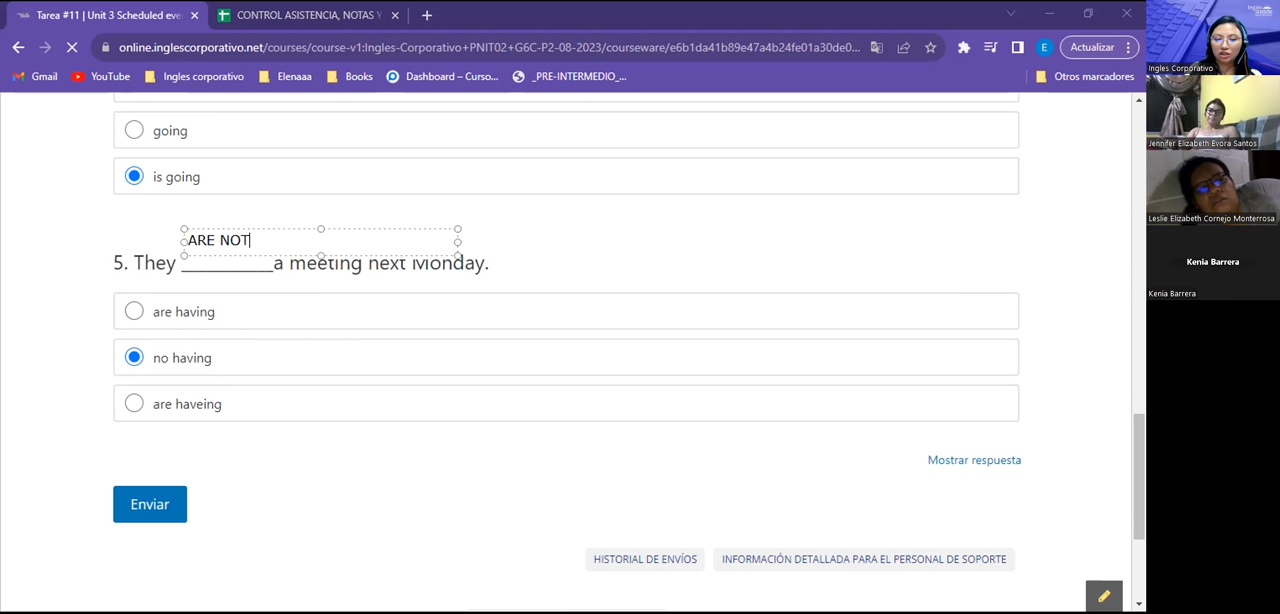 Tarea #11 | Unit 3 Scheduled eve
CONTROL ASISTENCIA, NOTAS Y
online.inglescorporativo.net/courses/course-v1:Ingles-Corporativo+PNIT02+G6C-P2-08-2023/courseware/e6b1da41b89e47a4b24fe01a30de0...
E
Actualizar
Gmail
YouTube
Ingles corporativo
Elenaaa
Books
Dashboard – Curso...
_PRE-INTERMEDIO_...
Otros marcadores
going
is going
ARE NOT
5. They __________a meeting next Monday.
are having
no having
are haveing
Mostrar respuesta
Enviar
HISTORIAL DE ENVÍOS
INFORMACIÓN DETALLADA PARA EL PERSONAL DE SOPORTE
Ingles Corporativo
Jennifer Elizabeth Evora Santos
Leslie Elizabeth Cornejo Monterrosa
Kenia Barrera
Kenia Barrera